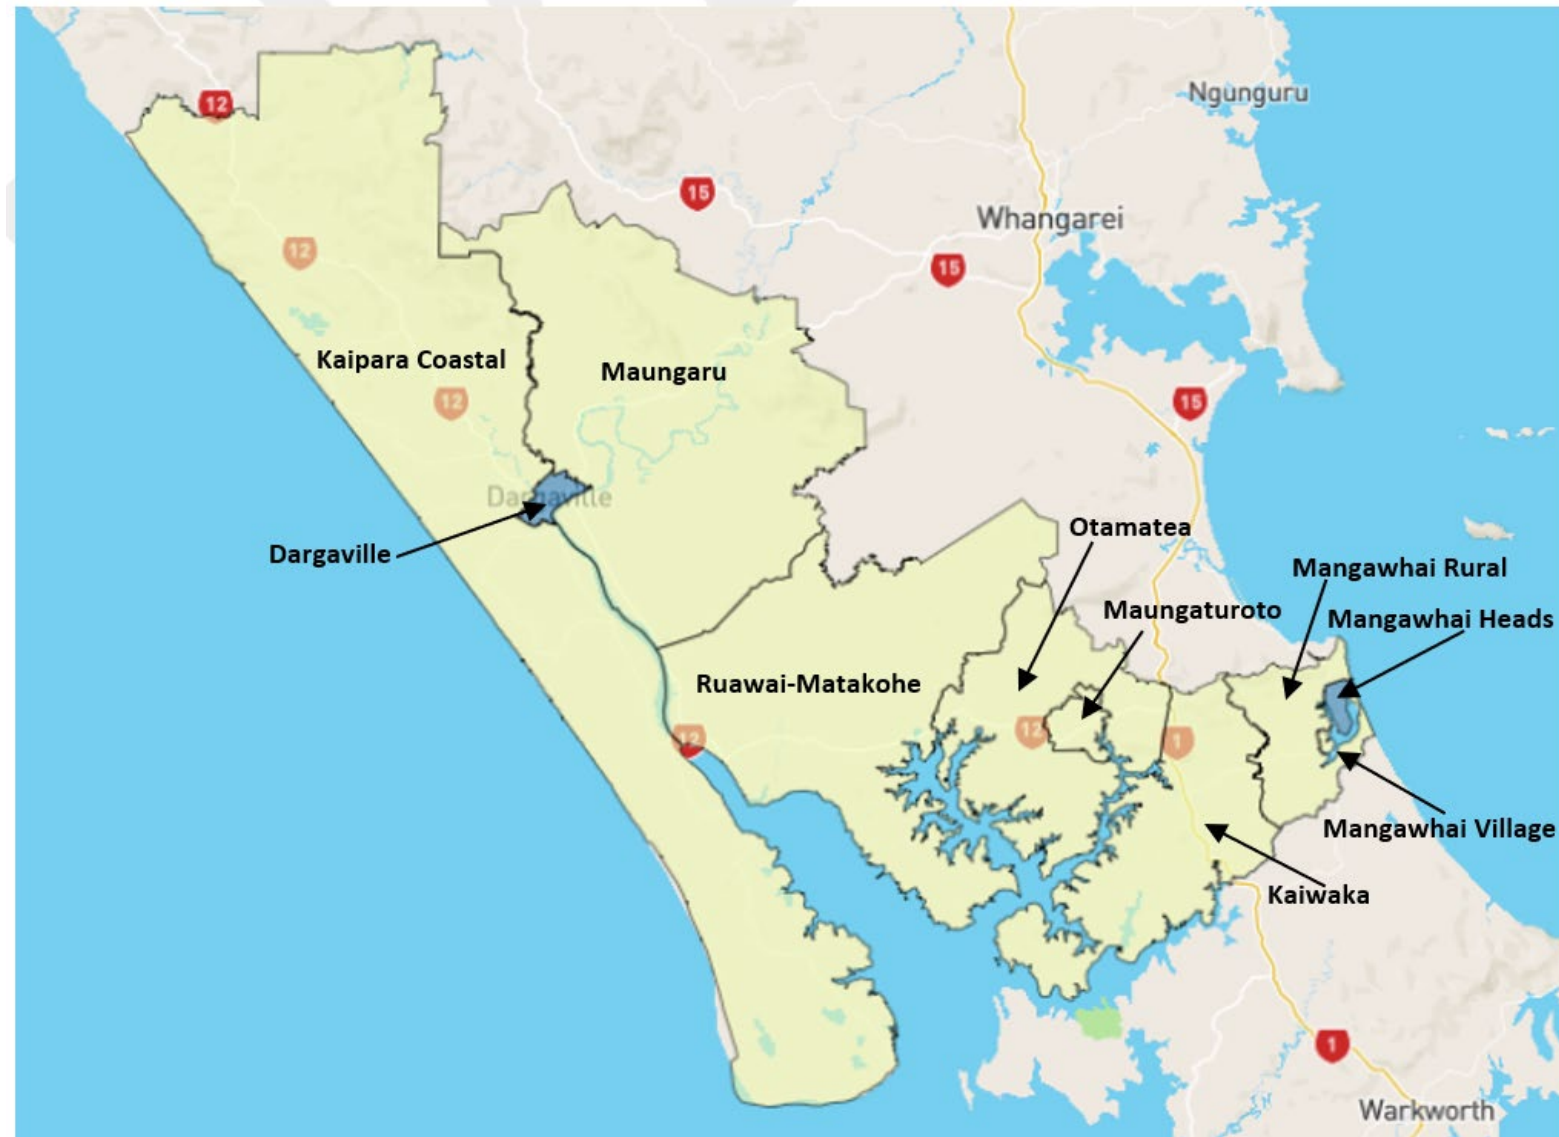 12
Ngunguru
15
Whangarei
12
15
Kaipara Coastal
Maungaru
12
15
Dargaville
Dargaville
Otamatea
Mangawhai Rural
Maungaturoto
Mangawhai Heads
Ruawai-Matakohe
12
12
1
Mangawhai Village
Kaiwaka
1
Warkworth